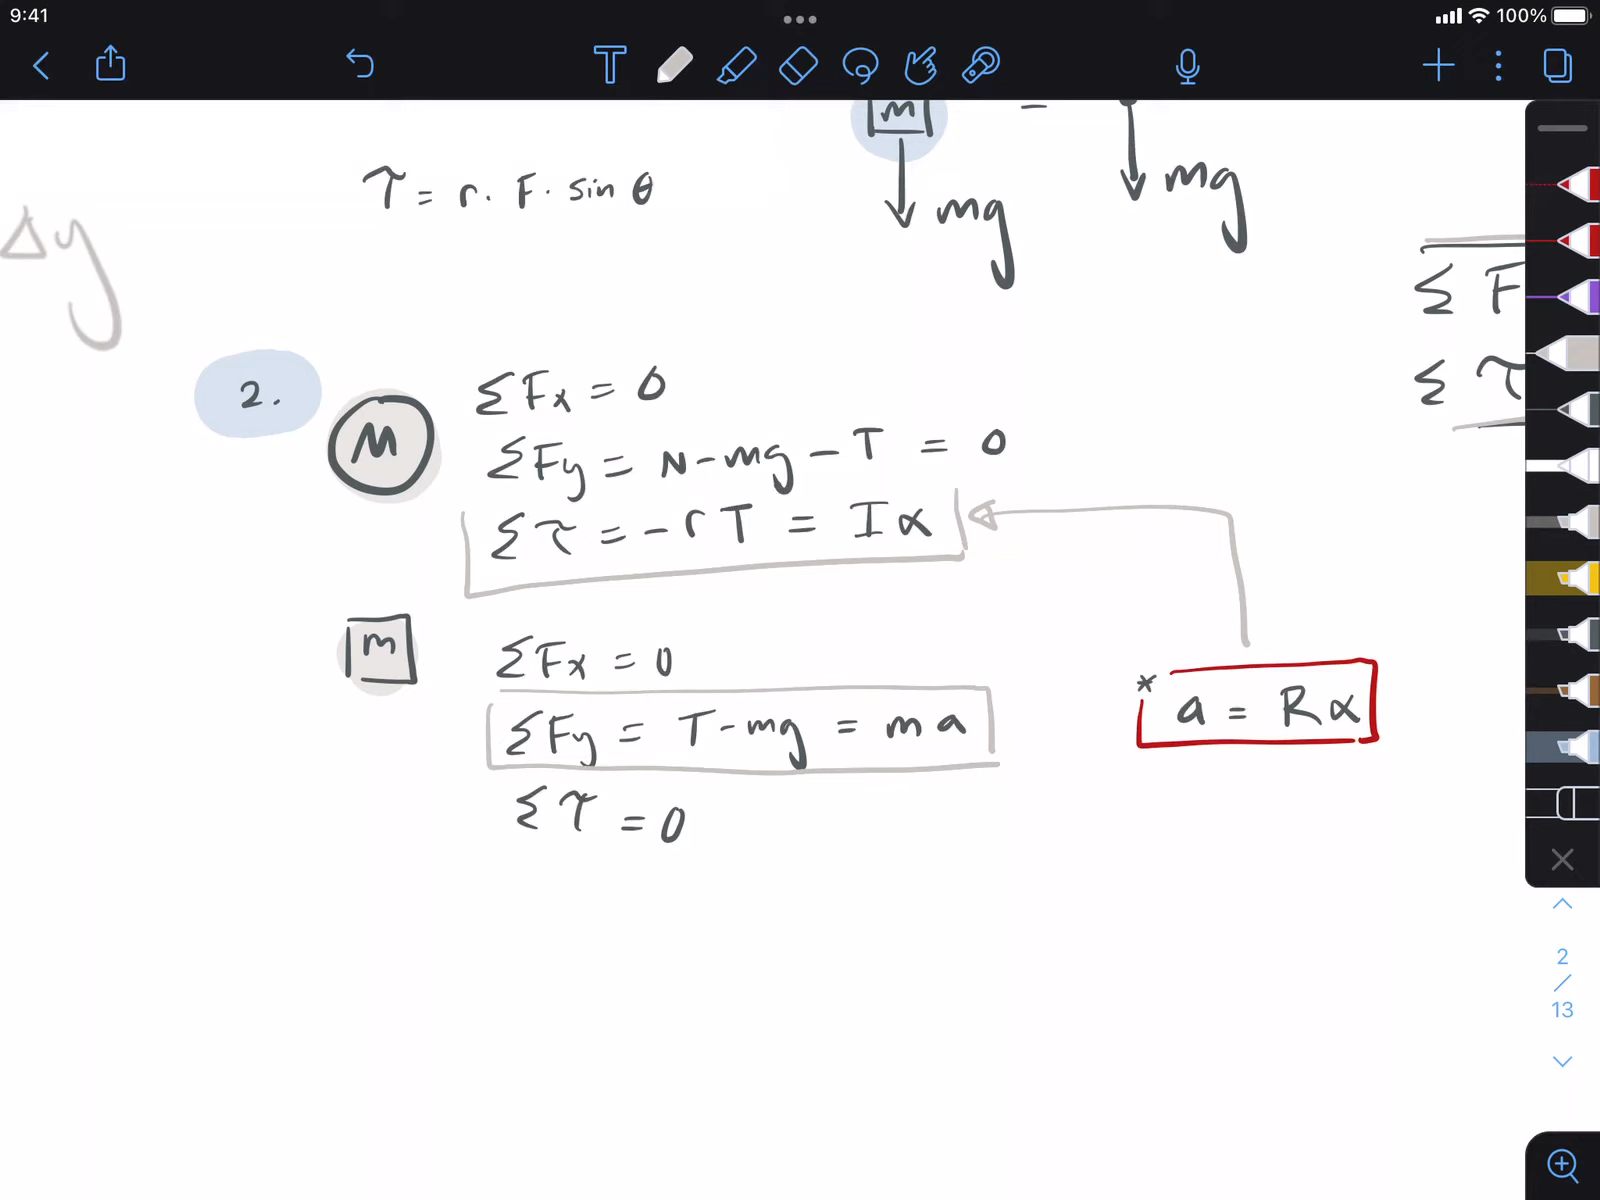 9:41
100%
m
mg
mg
τ = r · F · sin θ
Δy
Σ F
Σ τ
2.
M
ΣFx = 0
ΣFy = N - mg - T = 0
Στ = -rT = Iα
m
ΣFx = 0
ΣFy = T - mg = ma
Στ = 0
* a = Rα
2
/
13